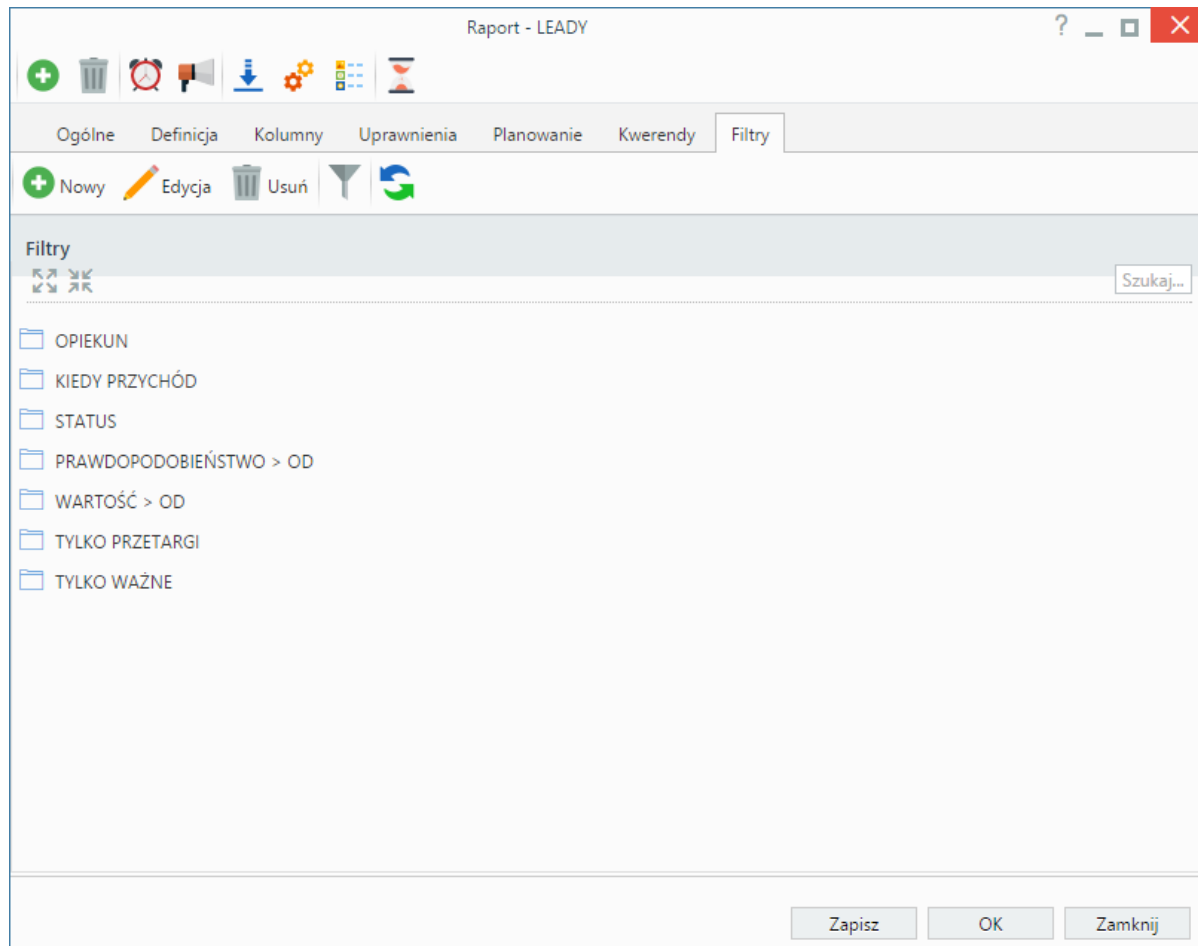 Raport - LEADY
?
Ogólne Definicja Kolumny Uprawnienia Planowanie Kwerendy Filtry
Nowy Edycja Usuń
Filtry
Szukaj...
OPIEKUN
KIEDY PRZYCHÓD
STATUS
PRAWDOPODOBIEŃSTWO > OD
WARTOŚĆ > OD
TYLKO PRZETARGI
TYLKO WAŻNE
Zapisz OK Zamknij